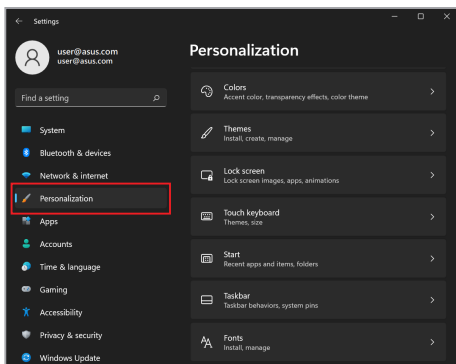 Settings
user@asus.com
user@asus.com
Find a setting
System
Bluetooth & devices
Network & internet
Personalization
Apps
Accounts
Time & language
Gaming
Accessibility
Privacy & security
Windows Update
Personalization
Colors
Accent color, transparency effects, color theme
Themes
Install, create, manage
Lock screen
Lock screen images, apps, animations
Touch keyboard
Themes, size
Start
Recent apps and items, folders
Taskbar
Taskbar behaviors, system pins
Fonts
Install, manage